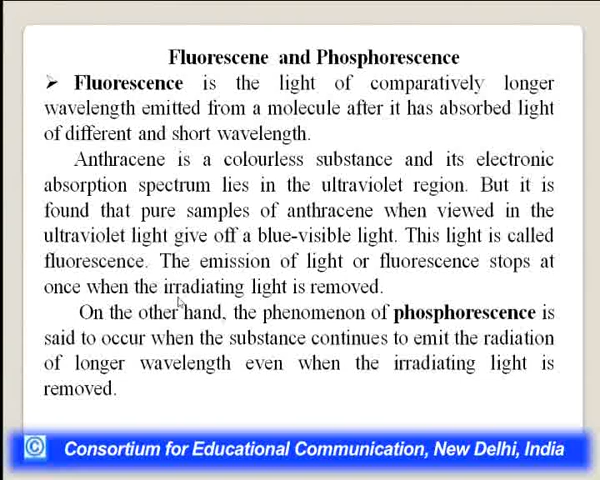 Fluorescene and Phosphorescence
➢ Fluorescence is the light of comparatively longer
wavelength emitted from a molecule after it has absorbed light
of different and short wavelength.
Anthracene is a colourless substance and its electronic
absorption spectrum lies in the ultraviolet region. But it is
found that pure samples of anthracene when viewed in the
ultraviolet light give off a blue-visible light. This light is called
fluorescence. The emission of light or fluorescence stops at
once when the irradiating light is removed.
On the other hand, the phenomenon of phosphorescence is
said to occur when the substance continues to emit the radiation
of longer wavelength even when the irradiating light is
removed.
© Consortium for Educational Communication, New Delhi, India